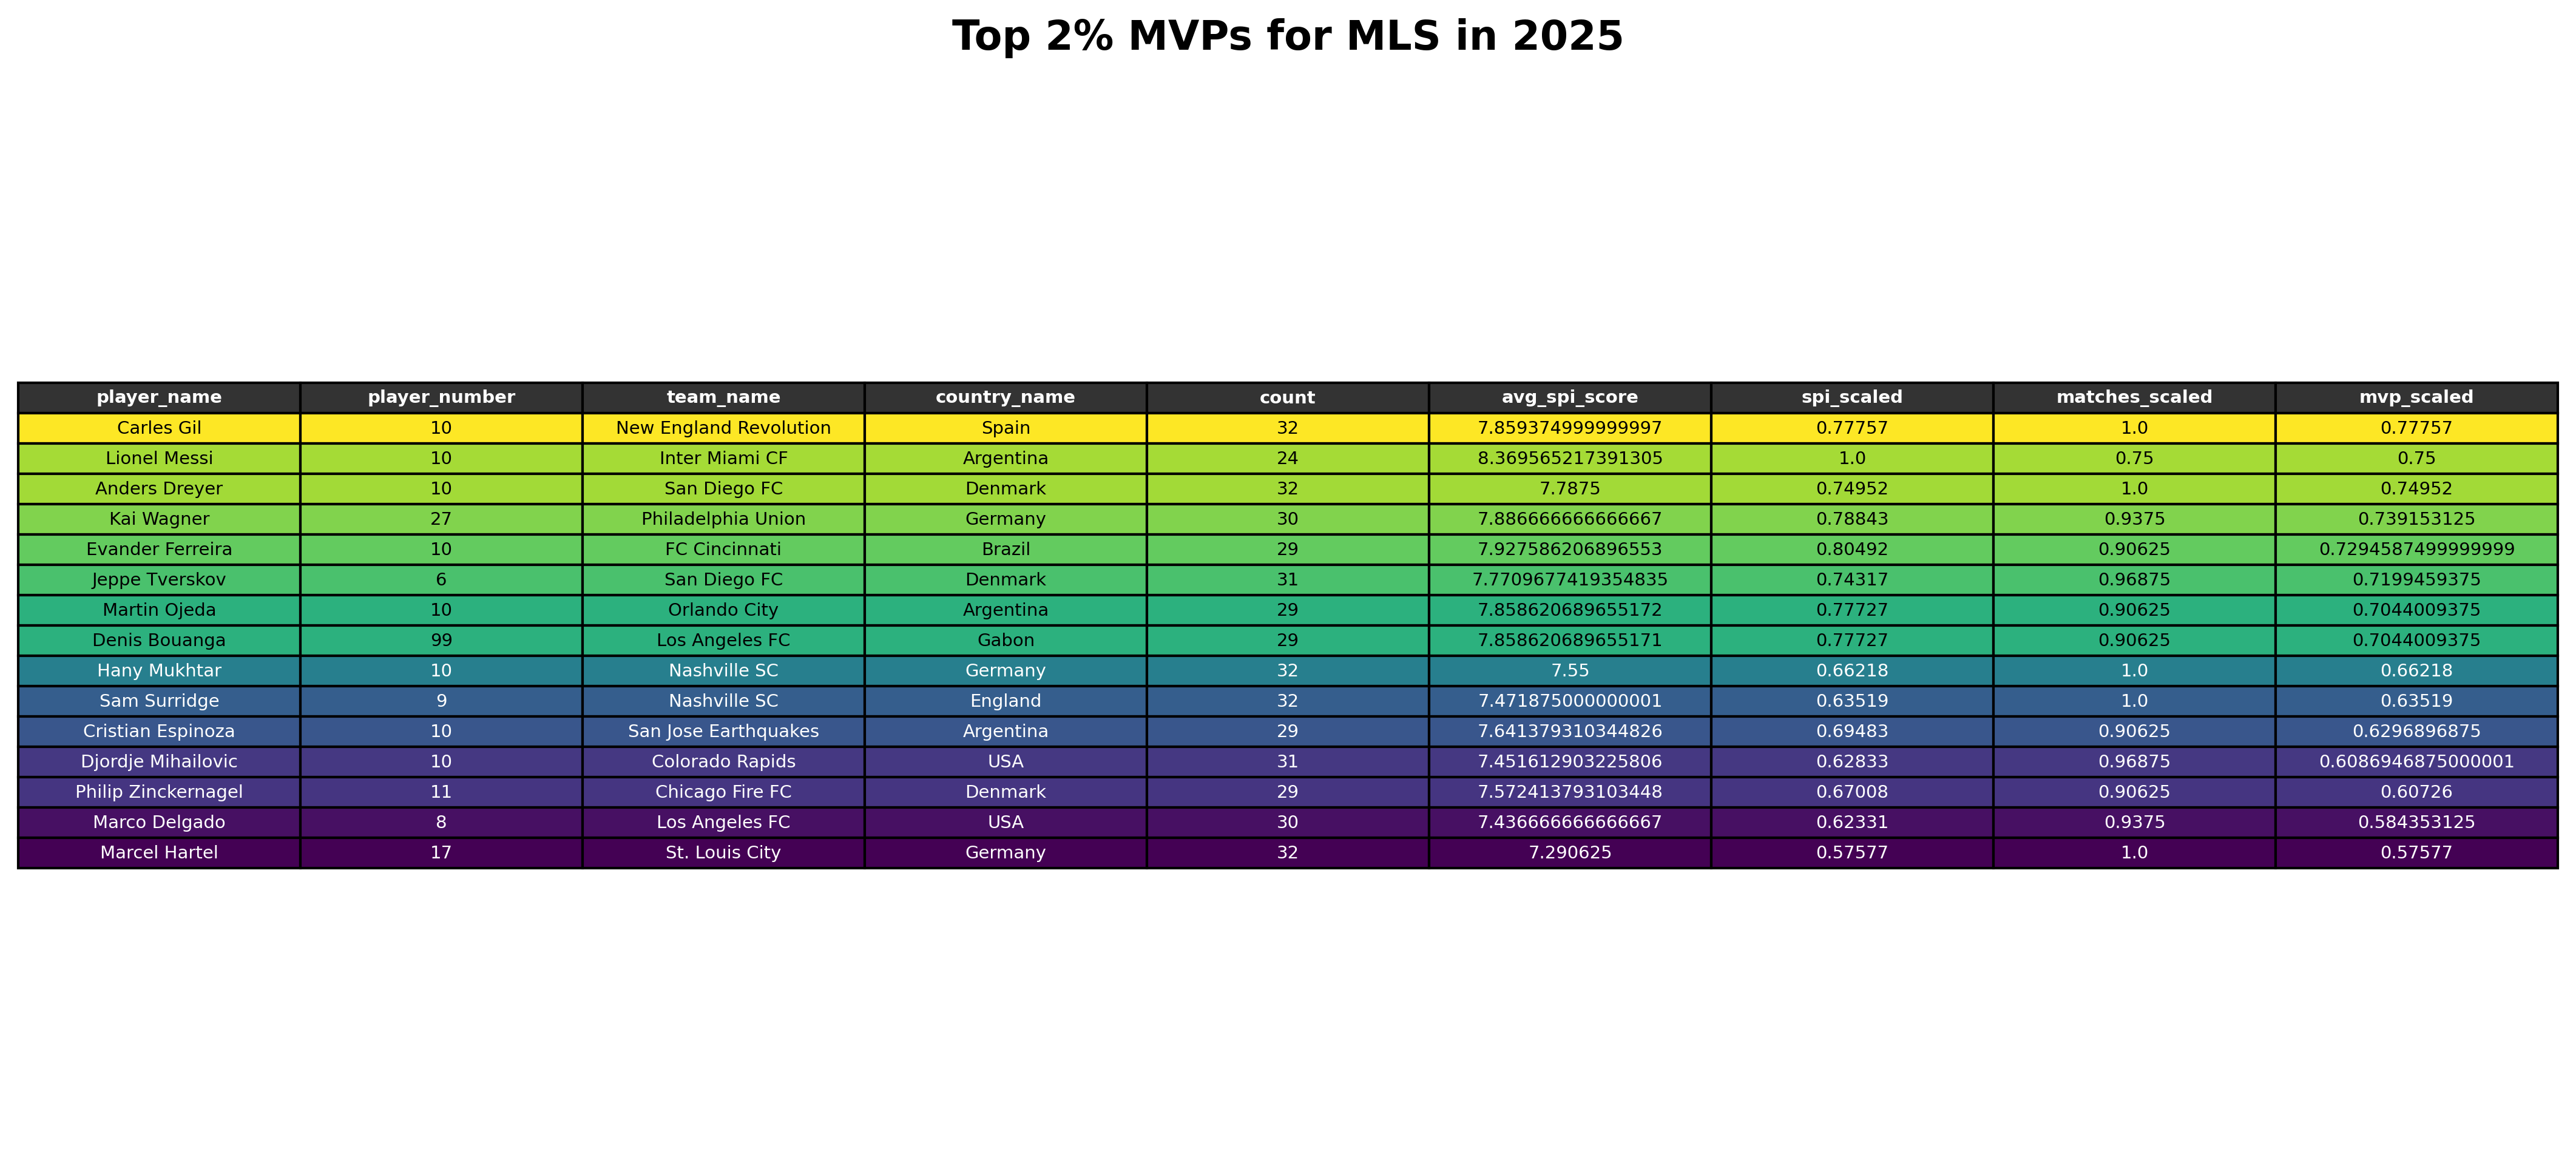 Top 2% MVPs for MLS in 2025
player_name player_number team_name country_name count avg_spi_score spi_scaled matches_scaled mvp_scaled
Carles Gil 10 New England Revolution Spain 32 7.859374999999997 0.77757 1.0 0.77757
Lionel Messi 10 Inter Miami CF Argentina 24 8.369565217391305 1.0 0.75 0.75
Anders Dreyer 10 San Diego FC Denmark 32 7.7875 0.74952 1.0 0.74952
Kai Wagner 27 Philadelphia Union Germany 30 7.886666666666667 0.78843 0.9375 0.739153125
Evander Ferreira 10 FC Cincinnati Brazil 29 7.927586206896553 0.80492 0.90625 0.7294587499999999
Jeppe Tverskov 6 San Diego FC Denmark 31 7.7709677419354835 0.74317 0.96875 0.7199459375
Martin Ojeda 10 Orlando City Argentina 29 7.858620689655172 0.77727 0.90625 0.7044009375
Denis Bouanga 99 Los Angeles FC Gabon 29 7.858620689655171 0.77727 0.90625 0.7044009375
Hany Mukhtar 10 Nashville SC Germany 32 7.55 0.66218 1.0 0.66218
Sam Surridge 9 Nashville SC England 32 7.471875000000001 0.63519 1.0 0.63519
Cristian Espinoza 10 San Jose Earthquakes Argentina 29 7.641379310344826 0.69483 0.90625 0.6296896875
Djordje Mihailovic 10 Colorado Rapids USA 31 7.451612903225806 0.62833 0.96875 0.6086946875000001
Philip Zinckernagel 11 Chicago Fire FC Denmark 29 7.572413793103448 0.67008 0.90625 0.60726
Marco Delgado 8 Los Angeles FC USA 30 7.436666666666667 0.62331 0.9375 0.584353125
Marcel Hartel 17 St. Louis City Germany 32 7.290625 0.57577 1.0 0.57577